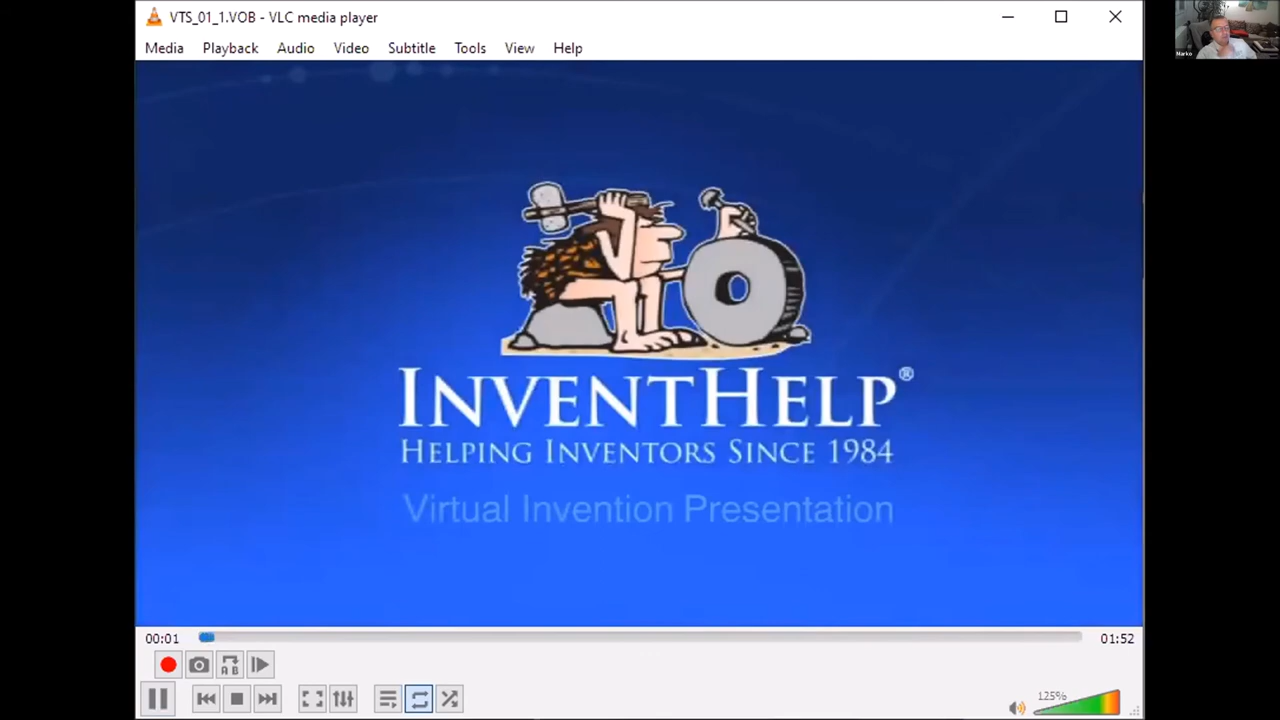 VTS_01_1.VOB - VLC media player
Marko
Media Playback Audio Video Subtitle Tools View Help
INVENTHELP®
HELPING INVENTORS SINCE 1984
Virtual Invention Presentation
00:01 01:52
A B
125%